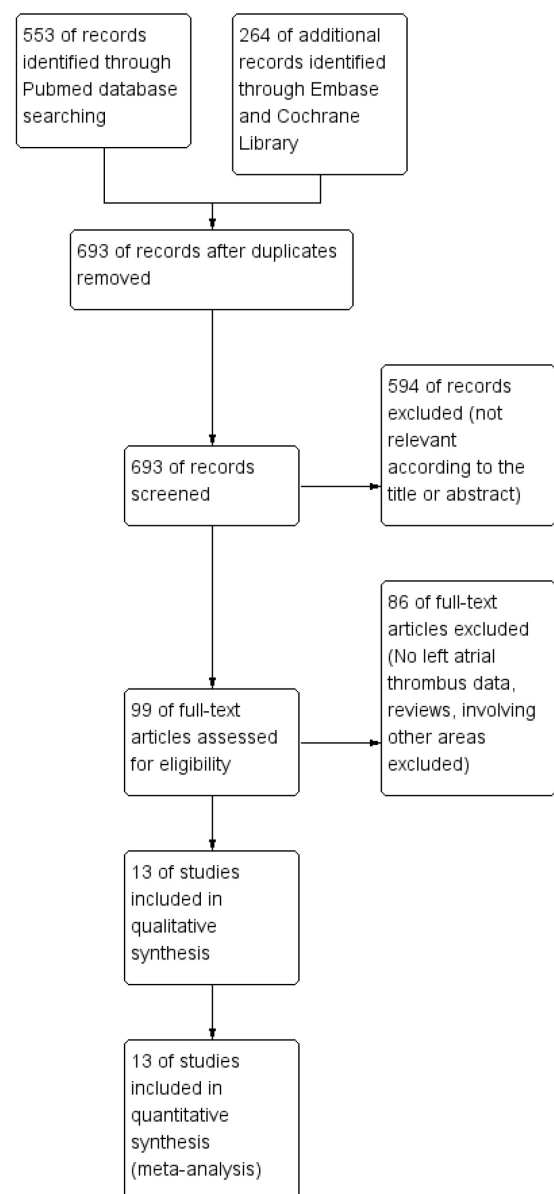 553 of records
identified through
Pubmed database
searching
264 of additional
records identified
through Embase
and Cochrane
Library
693 of records after duplicates
removed
594 of records
excluded (not
relevant
according to the
title or abstract)
693 of records
screened
86 of full-text
articles excluded
(No left atrial
thrombus data,
reviews, involving
other areas
excluded)
99 of full-text
articles assessed
for eligibility
13 of studies
included in
qualitative
synthesis
13 of studies
included in
quantitative
synthesis
(meta-analysis)